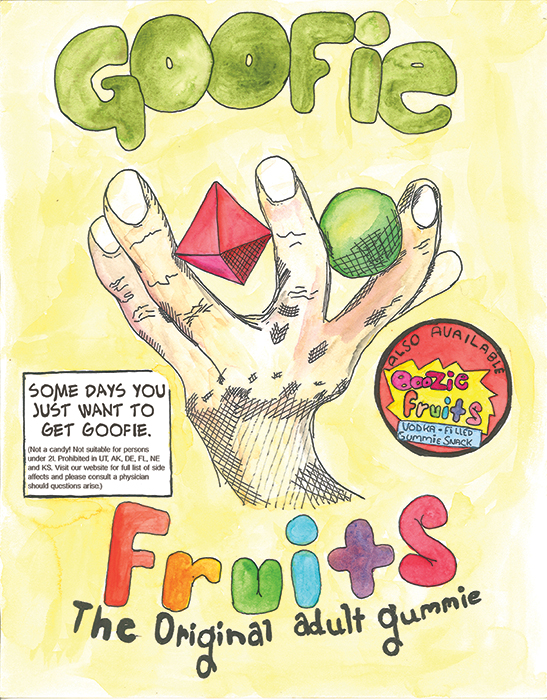 GOOFiE
ALSO AVAILABLE
BOOZIE
fruits
VODKA-FillED
GUMMIE SNACK
SOME DAYS YOU
JUST WANT TO
GET GOOFIE.
(Not a candy! Not suitable for persons
under 21. Prohibited in UT, AK, DE, FL, NE
and KS. Visit our website for full list of side
affects and please consult a physician
should questions arise.)
Fruits
The Original adult gummie